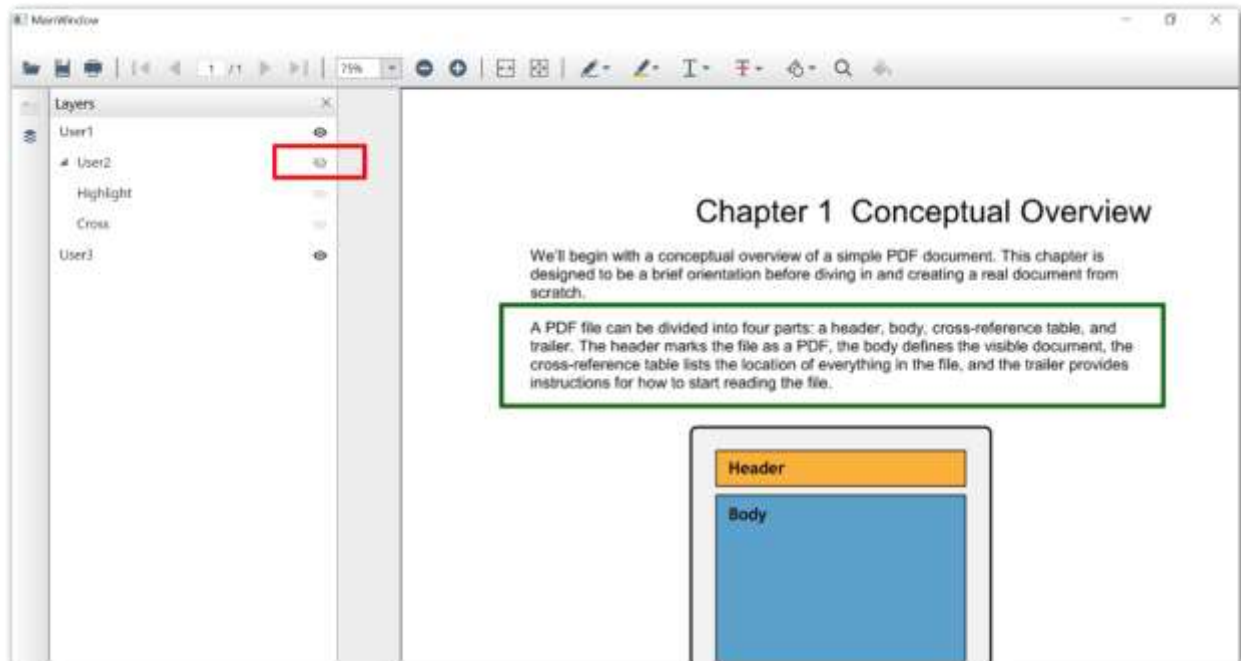 MainWindow
1 / 1
75%
Layers
User1
User2
Highlight
Cross
User3
Chapter 1 Conceptual Overview
We'll begin with a conceptual overview of a simple PDF document. This chapter is
designed to be a brief orientation before diving in and creating a real document from
scratch.
A PDF file can be divided into four parts: a header, body, cross-reference table, and
trailer. The header marks the file as a PDF, the body defines the visible document, the
cross-reference table lists the location of everything in the file, and the trailer provides
instructions for how to start reading the file.
Header
Body